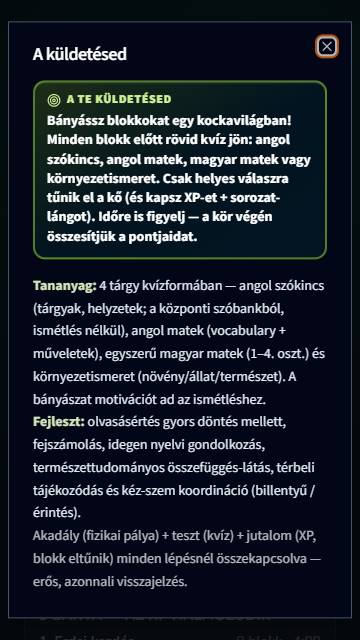 A küldetésed
A TE KÜLDETÉSED
Bányássz blokkokat egy kockavilágban!
Minden blokk előtt rövid kvíz jön: angol
szókincs, angol matek, magyar matek vagy
környezetismeret. Csak helyes válaszra
tűnik el a kő (és kapsz XP-et + sorozat-
lángot). Időre is figyelj — a kör végén
összesítjük a pontjaidat.
Tananyag: 4 tárgy kvízformában — angol szókincs
(tárgyak, helyzetek; a központi szóbankból,
ismétlés nélkül), angol matek (vocabulary +
műveletek), egyszerű magyar matek (1–4. oszt.) és
környezetismeret (növény/állat/természet). A
bányászat motivációt ad az ismétléshez.
Fejleszt: olvasásértés gyors döntés mellett,
fejszámolás, idegen nyelvi gondolkozás,
természettudományos összefüggés-látás, térbeli
tájékozódás és kéz-szem koordináció (billentyű /
érintés).
Akadály (fizikai pálya) + teszt (kvíz) + jutalom (XP,
blokk eltűnik) minden lépésnél összekapcsolva —
erős, azonnali visszajelzés.